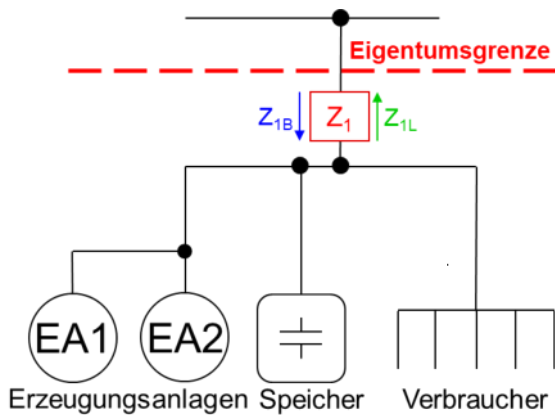 Eigentumsgrenze
Z1B Z1 Z1L
EA1 EA2
Erzeugungsanlagen Speicher Verbraucher